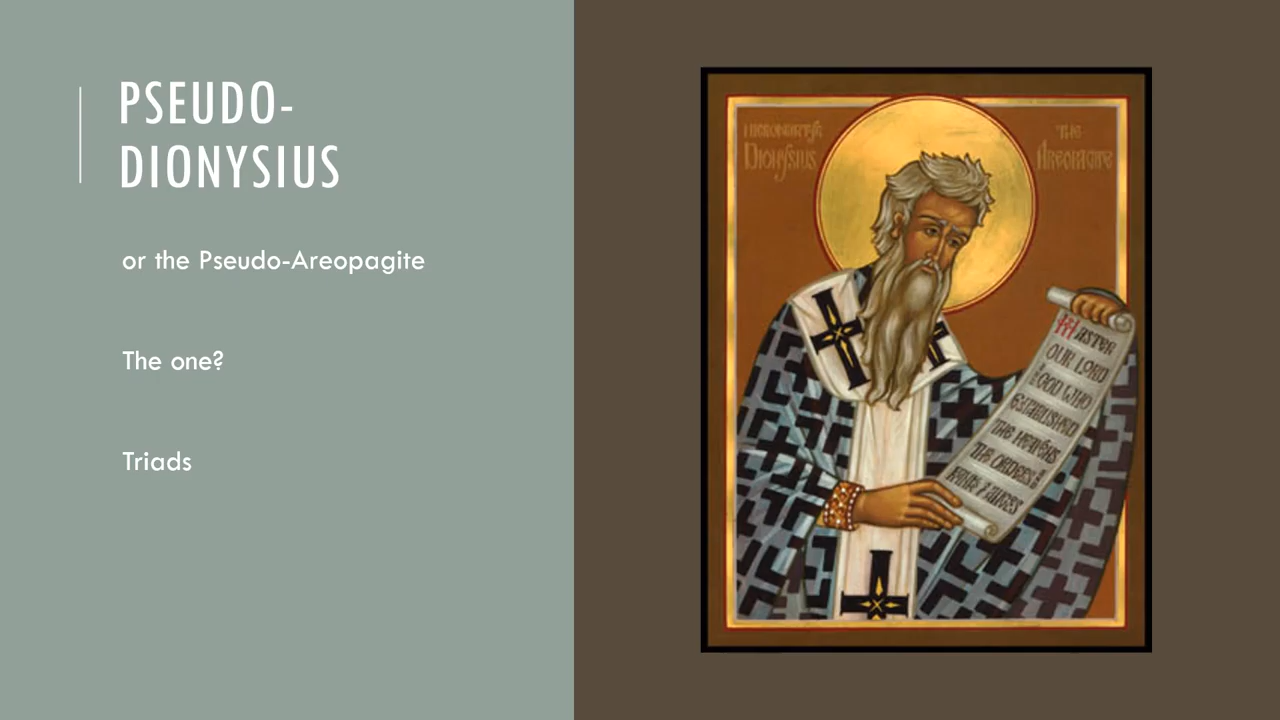 PSEUDO-
DIONYSIUS
or the Pseudo-Areopagite
The one?
Triads
Dionysius
THE
Areopagite
Master
OUR LORD
GOD WHO
ESTABLISHED
THE HEAVENS
THE ORDERS